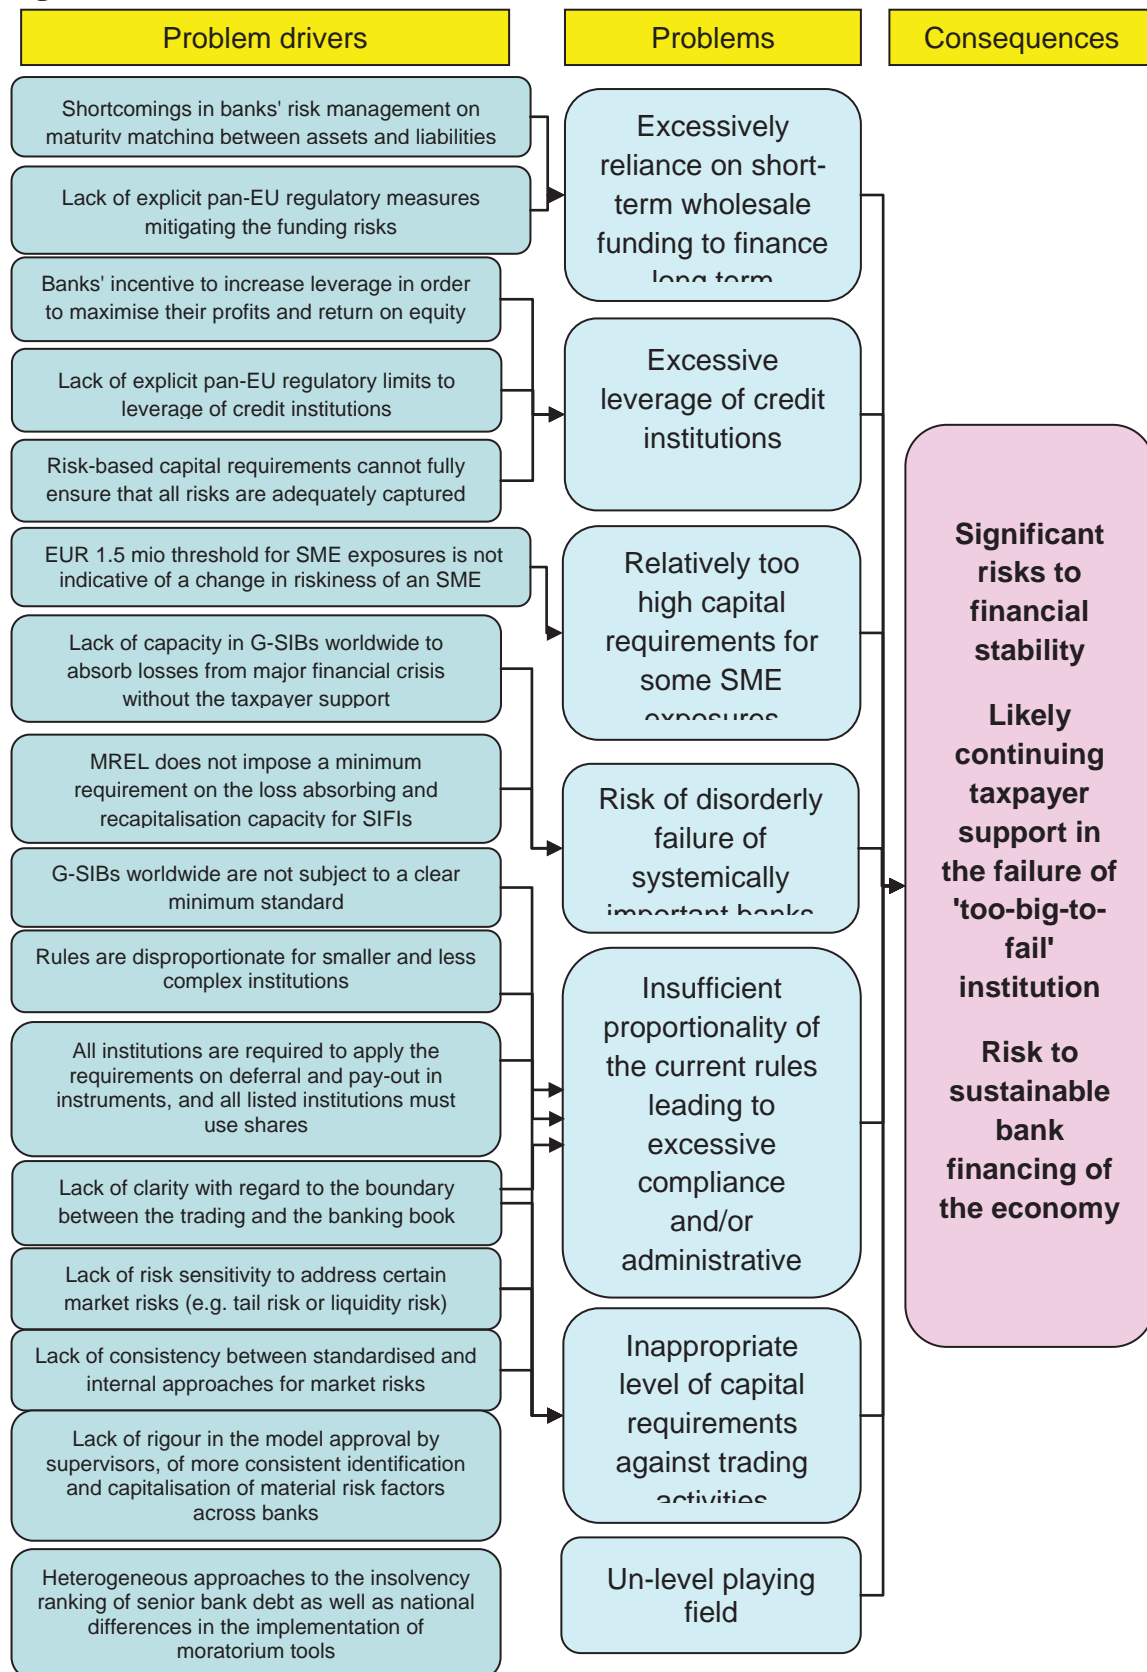 Problem drivers
Problems
Consequences
Shortcomings in banks' risk management on
maturity matching between assets and liabilities
Lack of explicit pan-EU regulatory measures
mitigating the funding risks
Banks' incentive to increase leverage in order
to maximise their profits and return on equity
Lack of explicit pan-EU regulatory limits to
leverage of credit institutions
Risk-based capital requirements cannot fully
ensure that all risks are adequately captured
EUR 1.5 mio threshold for SME exposures is not
indicative of a change in riskiness of an SME
Lack of capacity in G-SIBs worldwide to
absorb losses from major financial crisis
without the taxpayer support
MREL does not impose a minimum
requirement on the loss absorbing and
recapitalisation capacity for SIFIs
G-SIBs worldwide are not subject to a clear
minimum standard
Rules are disproportionate for smaller and less
complex institutions
All institutions are required to apply the
requirements on deferral and pay-out in
instruments, and all listed institutions must
use shares
Lack of clarity with regard to the boundary
between the trading and the banking book
Lack of risk sensitivity to address certain
market risks (e.g. tail risk or liquidity risk)
Lack of consistency between standardised and
internal approaches for market risks
Lack of rigour in the model approval by
supervisors, of more consistent identification
and capitalisation of material risk factors
across banks
Heterogeneous approaches to the insolvency
ranking of senior bank debt as well as national
differences in the implementation of
moratorium tools
Excessively
reliance on short-
term wholesale
funding to finance
long term
Excessive
leverage of credit
institutions
Relatively too
high capital
requirements for
some SME
exposures
Risk of disorderly
failure of
systemically
important banks
Insufficient
proportionality of
the current rules
leading to
excessive
compliance
and/or
administrative
Inappropriate
level of capital
requirements
against trading
activities
Un-level playing
field
Significant
risks to
financial
stability
Likely
continuing
taxpayer
support in
the failure of
'too-big-to-
fail'
institution
Risk to
sustainable
bank
financing of
the economy